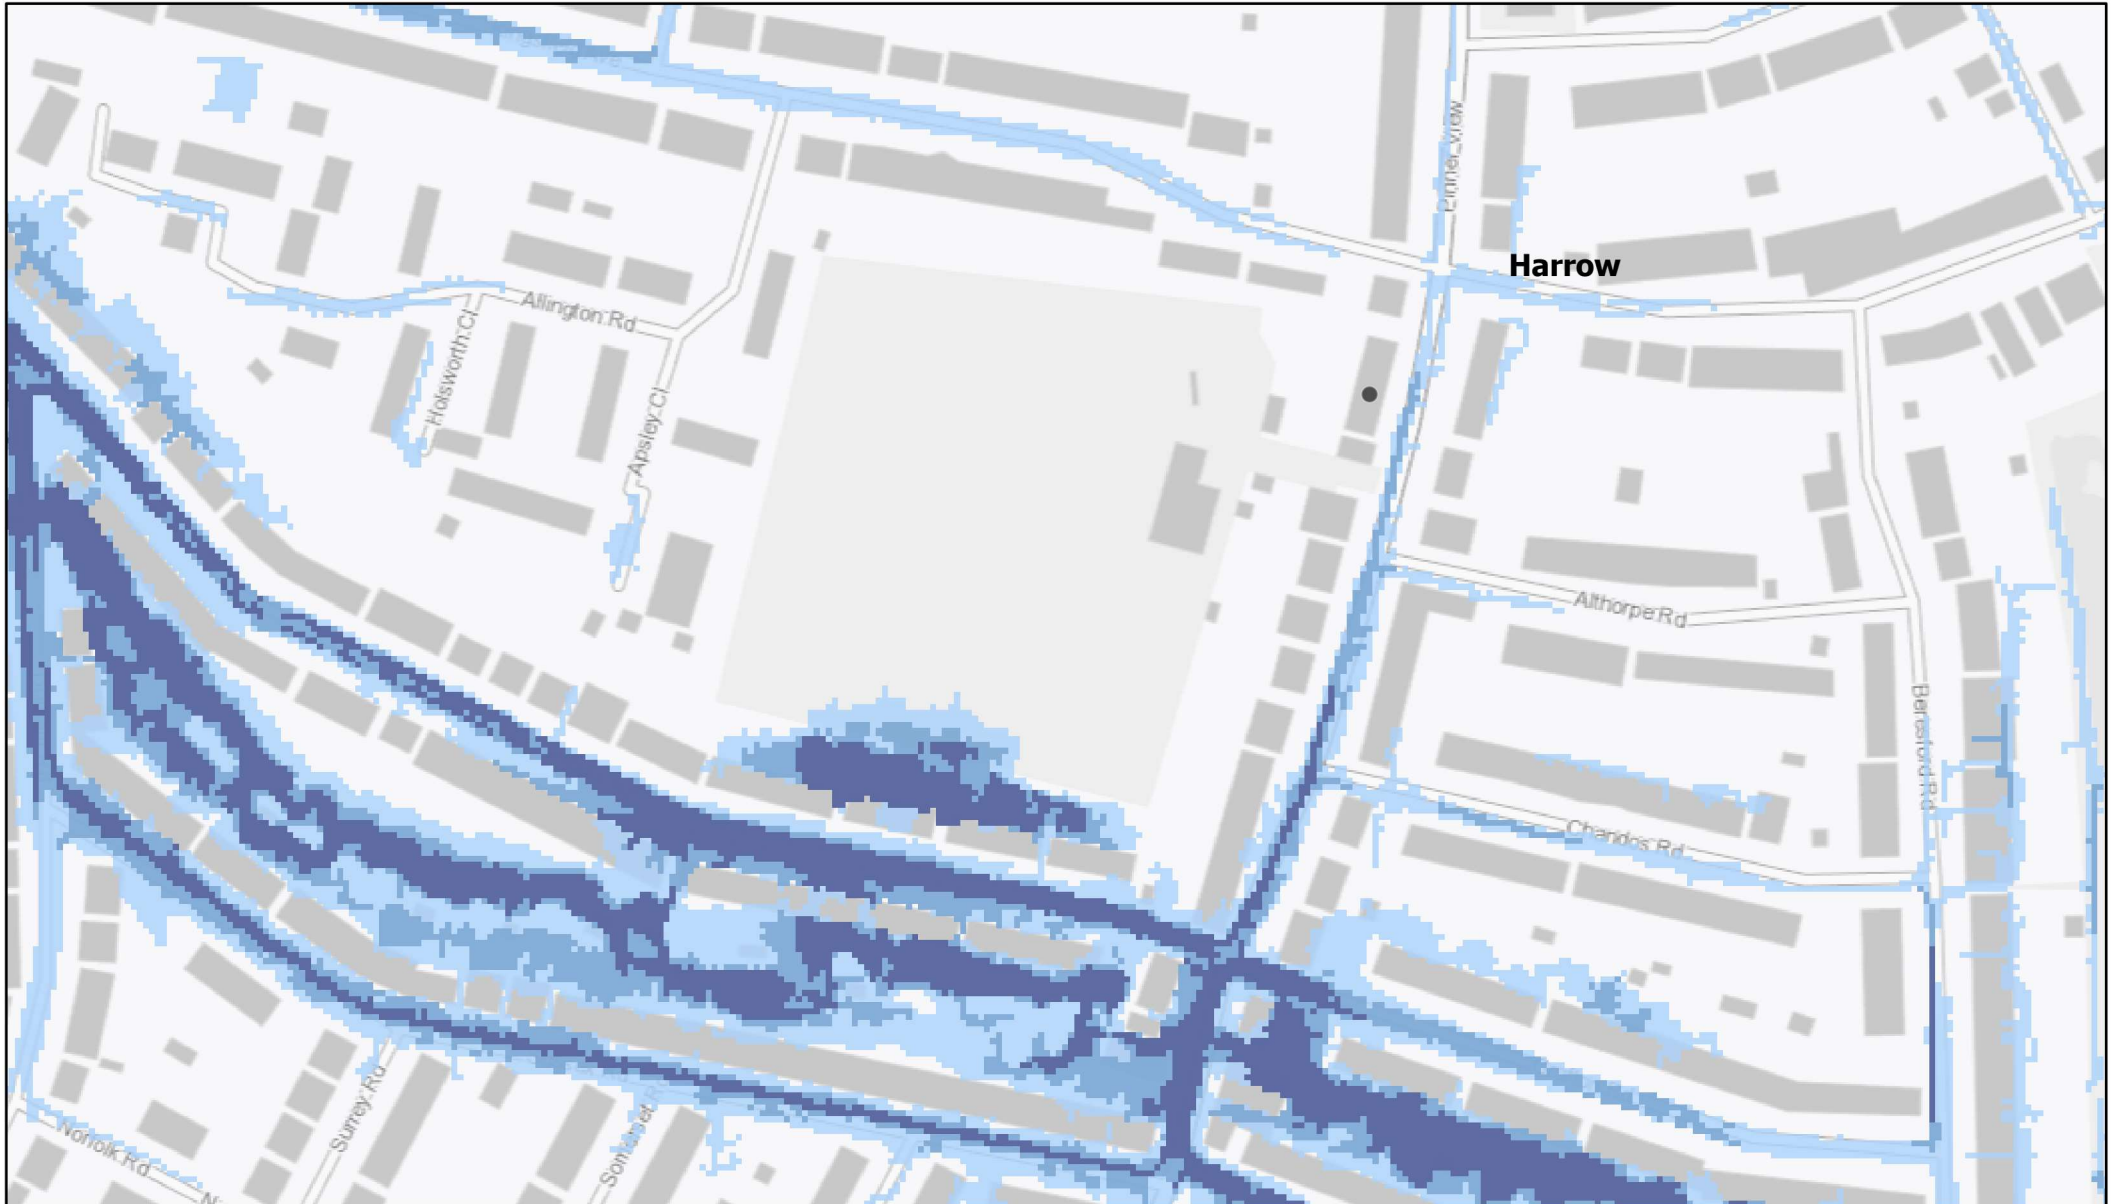 Pinner View
Harrow
Allington Rd
Holsworth Cl
Apsley Cl
Althorpe Rd
Beresford Rd
Chandos Rd
Surrey Rd
Somerset R
Norfolk Rd
N